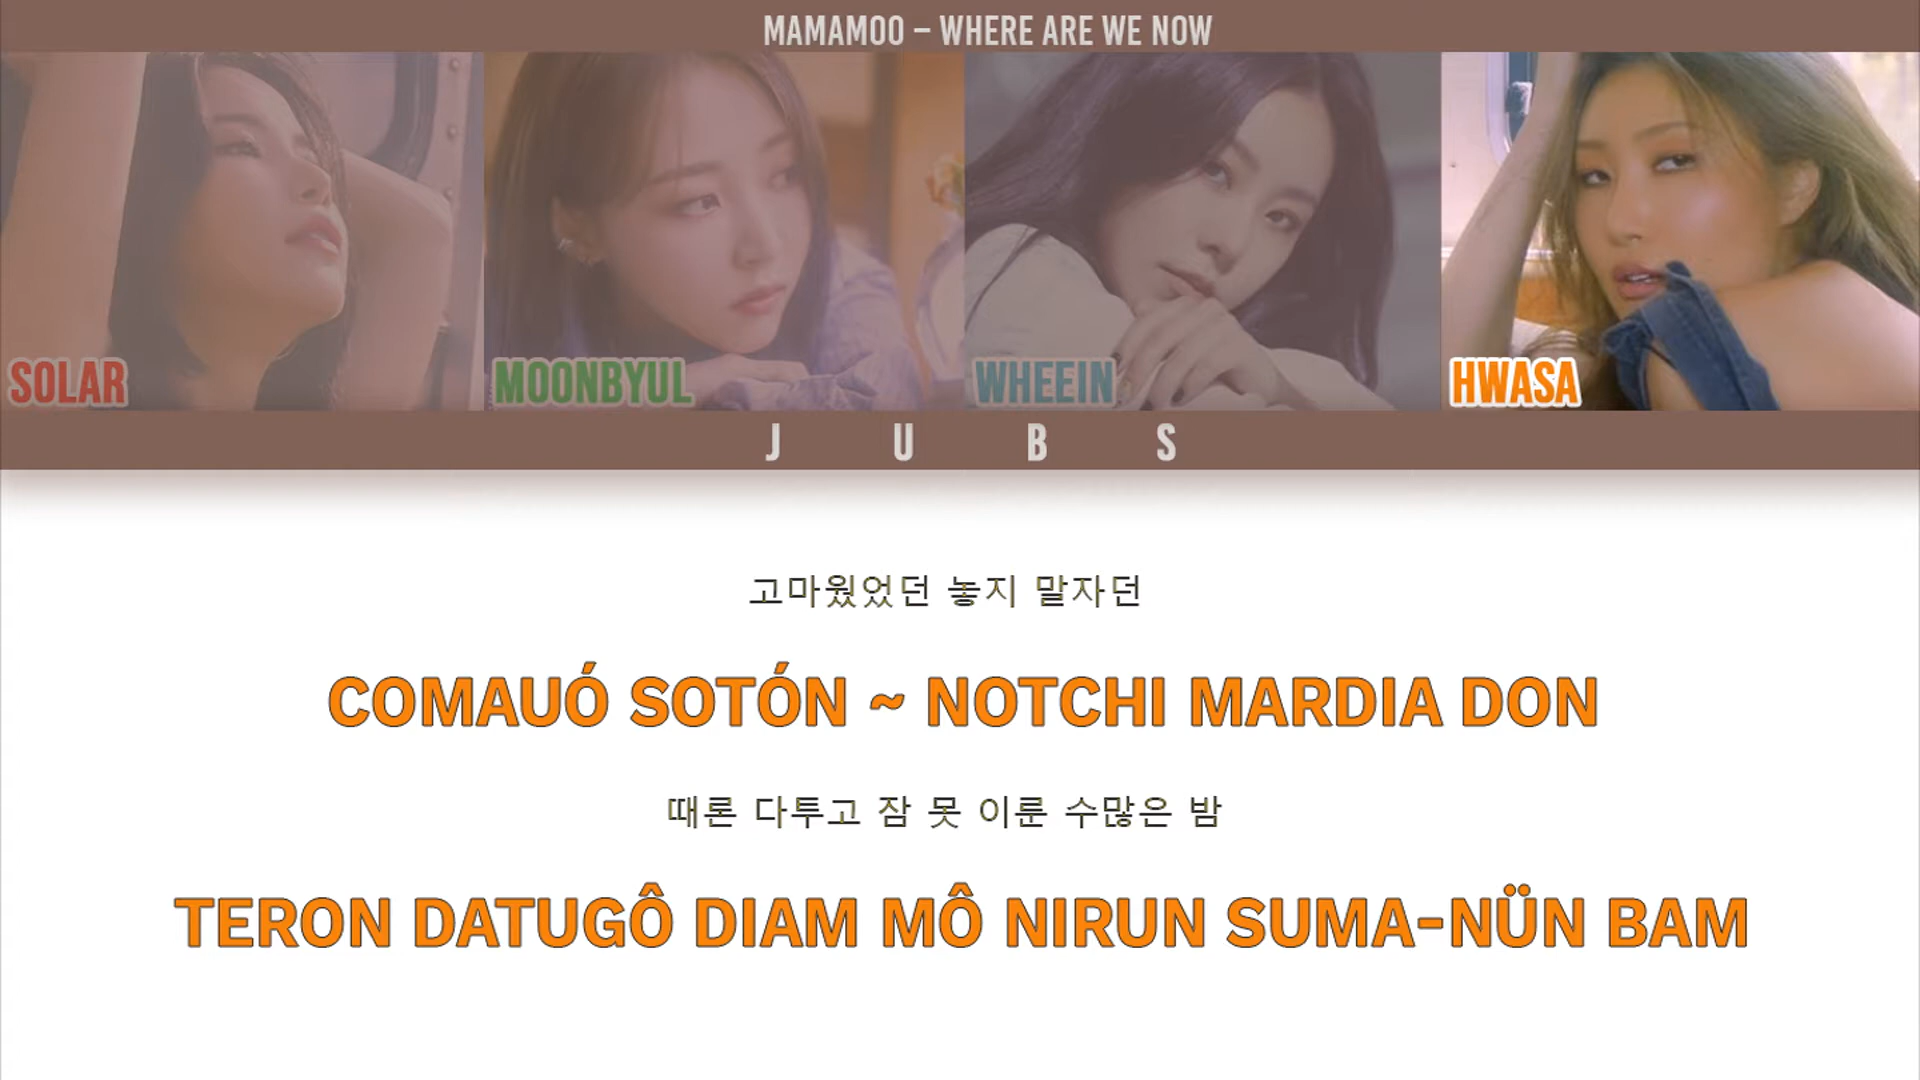 MAMAMOO – WHERE ARE WE NOW
SOLAR
MOONBYUL
WHEEIN
HWASA
J U B S
고마웠었던 놓지 말자던
COMAUÓ SOTÓN ~ NOTCHI MARDIA DON
때론 다투고 잠 못 이룬 수많은 밤
TERON DATUGÔ DIAM MÔ NIRUN SUMA-NÜN BAM